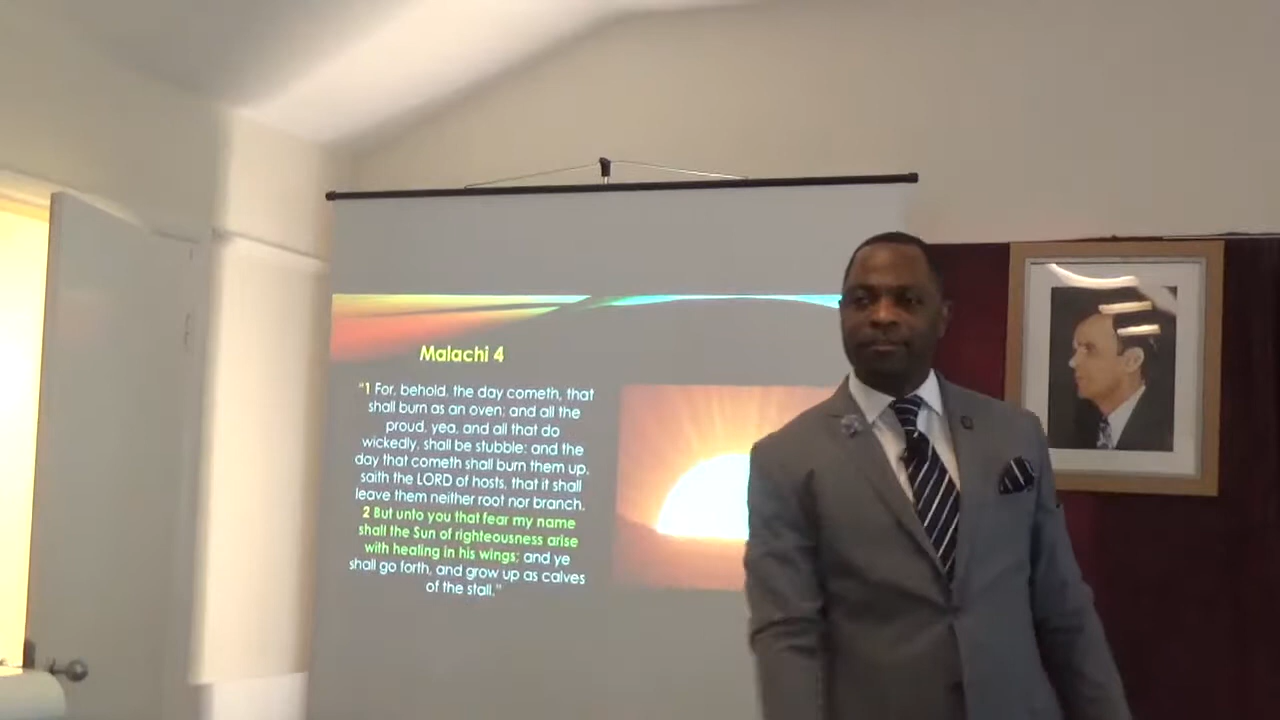 Malachi 4
"1 For, behold, the day cometh, that
shall burn as an oven; and all the
proud, yea, and all that do
wickedly, shall be stubble: and the
day that cometh shall burn them up,
saith the LORD of hosts, that it shall
leave them neither root nor branch.
2 But unto you that fear my name
shall the Sun of righteousness arise
with healing in his wings; and ye
shall go forth, and grow up as calves
of the stall."